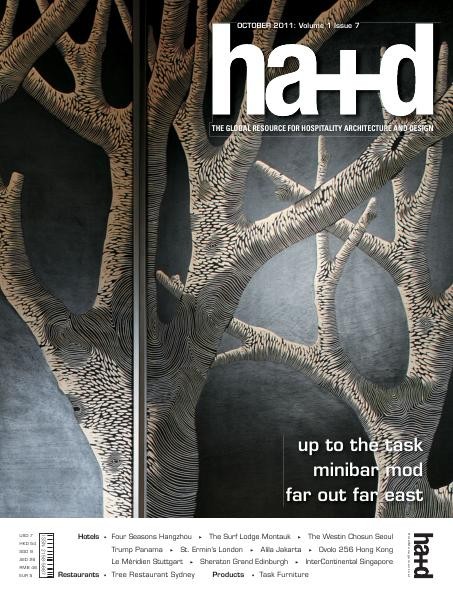 OCTOBER 2011: Volume 1 Issue 7
ha+d
THE GLOBAL RESOURCE FOR HOSPITALITY ARCHITECTURE AND DESIGN
up to the task
minibar mod
far out far east
Hotels • Four Seasons Hangzhou ▸ The Surf Lodge Montauk ▸ The Westin Chosun Seoul
Trump Panama ▸ St. Ermin's London ▸ Alila Jakarta ▸ Ovolo 256 Hong Kong
Le Méridien Stuttgart ▸ Sheraton Grand Edinburgh ▸ InterContinental Singapore
Restaurants • Tree Restaurant Sydney Products • Task Furniture
USD 7
ha+d